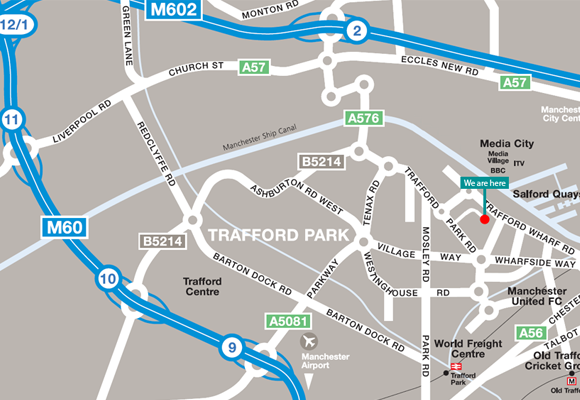 12/1
M602
MONTON RD
GREEN LANE
2
CHURCH ST
A57
ECCLES NEW RD
A57
Manchester
City Cent
11
LIVERPOOL RD
REDCLYFFE RD
Manchester Ship Canal
A576
Media City
Media
Village
BBC
ITV
We are here
Salford Quays
B5214
ASHBURTON RD WEST
TENAX RD
TRAFFORD
PARK RD
TRAFFORD WHARF RD
M60
B5214
TRAFFORD PARK
MOSLEY RD
VILLAGE WAY
WHARFSIDE WAY
WESTINGHOUSE RD
10
Trafford
Centre
BARTON DOCK RD
PARKWAY
Manchester
United FC
CHESTE
A5081
BARTON DOCK RD
A56
TALBOT
9
Manchester
Airport
PARK RD
World Freight
Centre
Trafford
Park
Old Traffo
Cricket Gro
M
Old Traffo